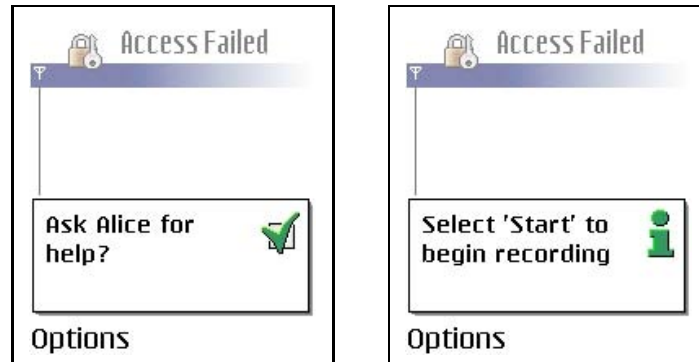 Access Failed
Ask Alice for
help?
Options
Access Failed
Select 'Start' to
begin recording
Options